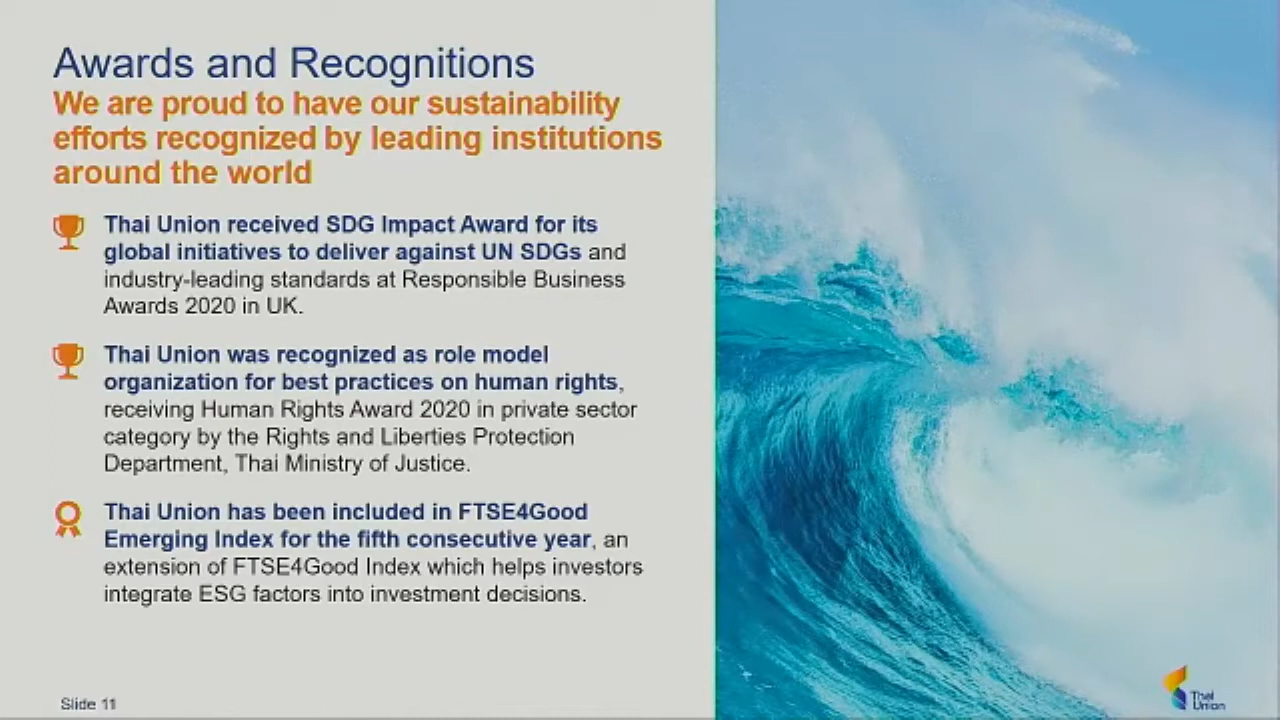 Awards and Recognitions
We are proud to have our sustainability
efforts recognized by leading institutions
around the world
Thai Union received SDG Impact Award for its
global initiatives to deliver against UN SDGs and
industry-leading standards at Responsible Business
Awards 2020 in UK.
Thai Union was recognized as role model
organization for best practices on human rights,
receiving Human Rights Award 2020 in private sector
category by the Rights and Liberties Protection
Department, Thai Ministry of Justice.
Thai Union has been included in FTSE4Good
Emerging Index for the fifth consecutive year, an
extension of FTSE4Good Index which helps investors
integrate ESG factors into investment decisions.
Slide 11
Thai
Union